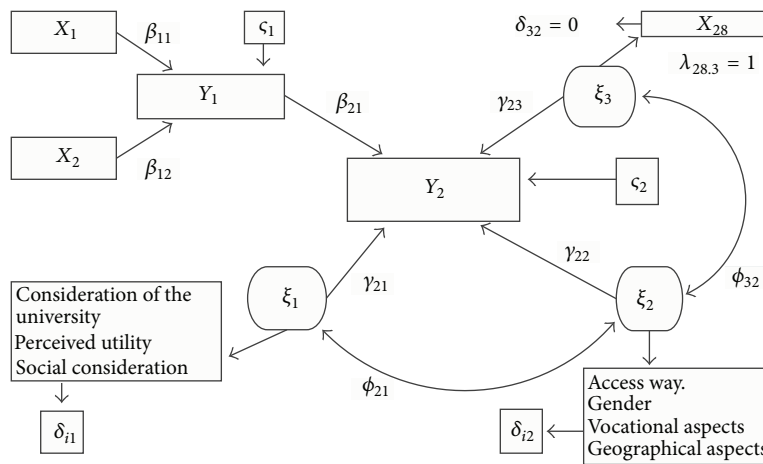 X₁
β₁₁
ς₁
δ₃₂ = 0
X₂₈
λ₂₈.₃ = 1
Y₁
β₂₁
γ₂₃
ξ₃
X₂
β₁₂
Y₂
ς₂
γ₂₂
ϕ₃₂
ξ₁
γ₂₁
ξ₂
Consideration of the
university
Perceived utility
Social consideration
ϕ₂₁
δᵢ₁
Access way.
Gender
Vocational aspects
Geographical aspects
δᵢ₂